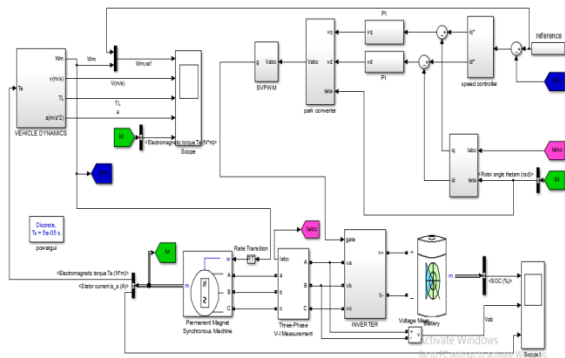 PI
reference
Wm
Wm,ref
v(m/s)
V(m/s)
TL
TL
a(m/s^2)
a
Te
VEHICLE DYNAMICS
M
<Electromagnetic torque Te (N*m)>
Scope
g
Vabc
SVPWM
vq
vd
Vabc
teta
park converter
vq
vd
PI
iq*
id*
speed controller
iq
id
Iabc
teta
Iabc
<Rotor angle thetam (rad)>
M
Discrete,
Ts = 5e-05 s.
powergui
M
Iabc
Rate Transition
<Electromagnetic torque Te (N*m)>
<Stator current is_a (A)>
m
w
A
B
C
Permanent Magnet
Synchronous Machine
Iabc
a
b
c
A
B
C
Three-Phase
V-I Measurement
gate
va
vb
vc
V+
V-
INVERTER
+
-
m
Battery
Voltage Meas
+
-
v
<SOC (%)>
Vab
Scope1
Activate Windows